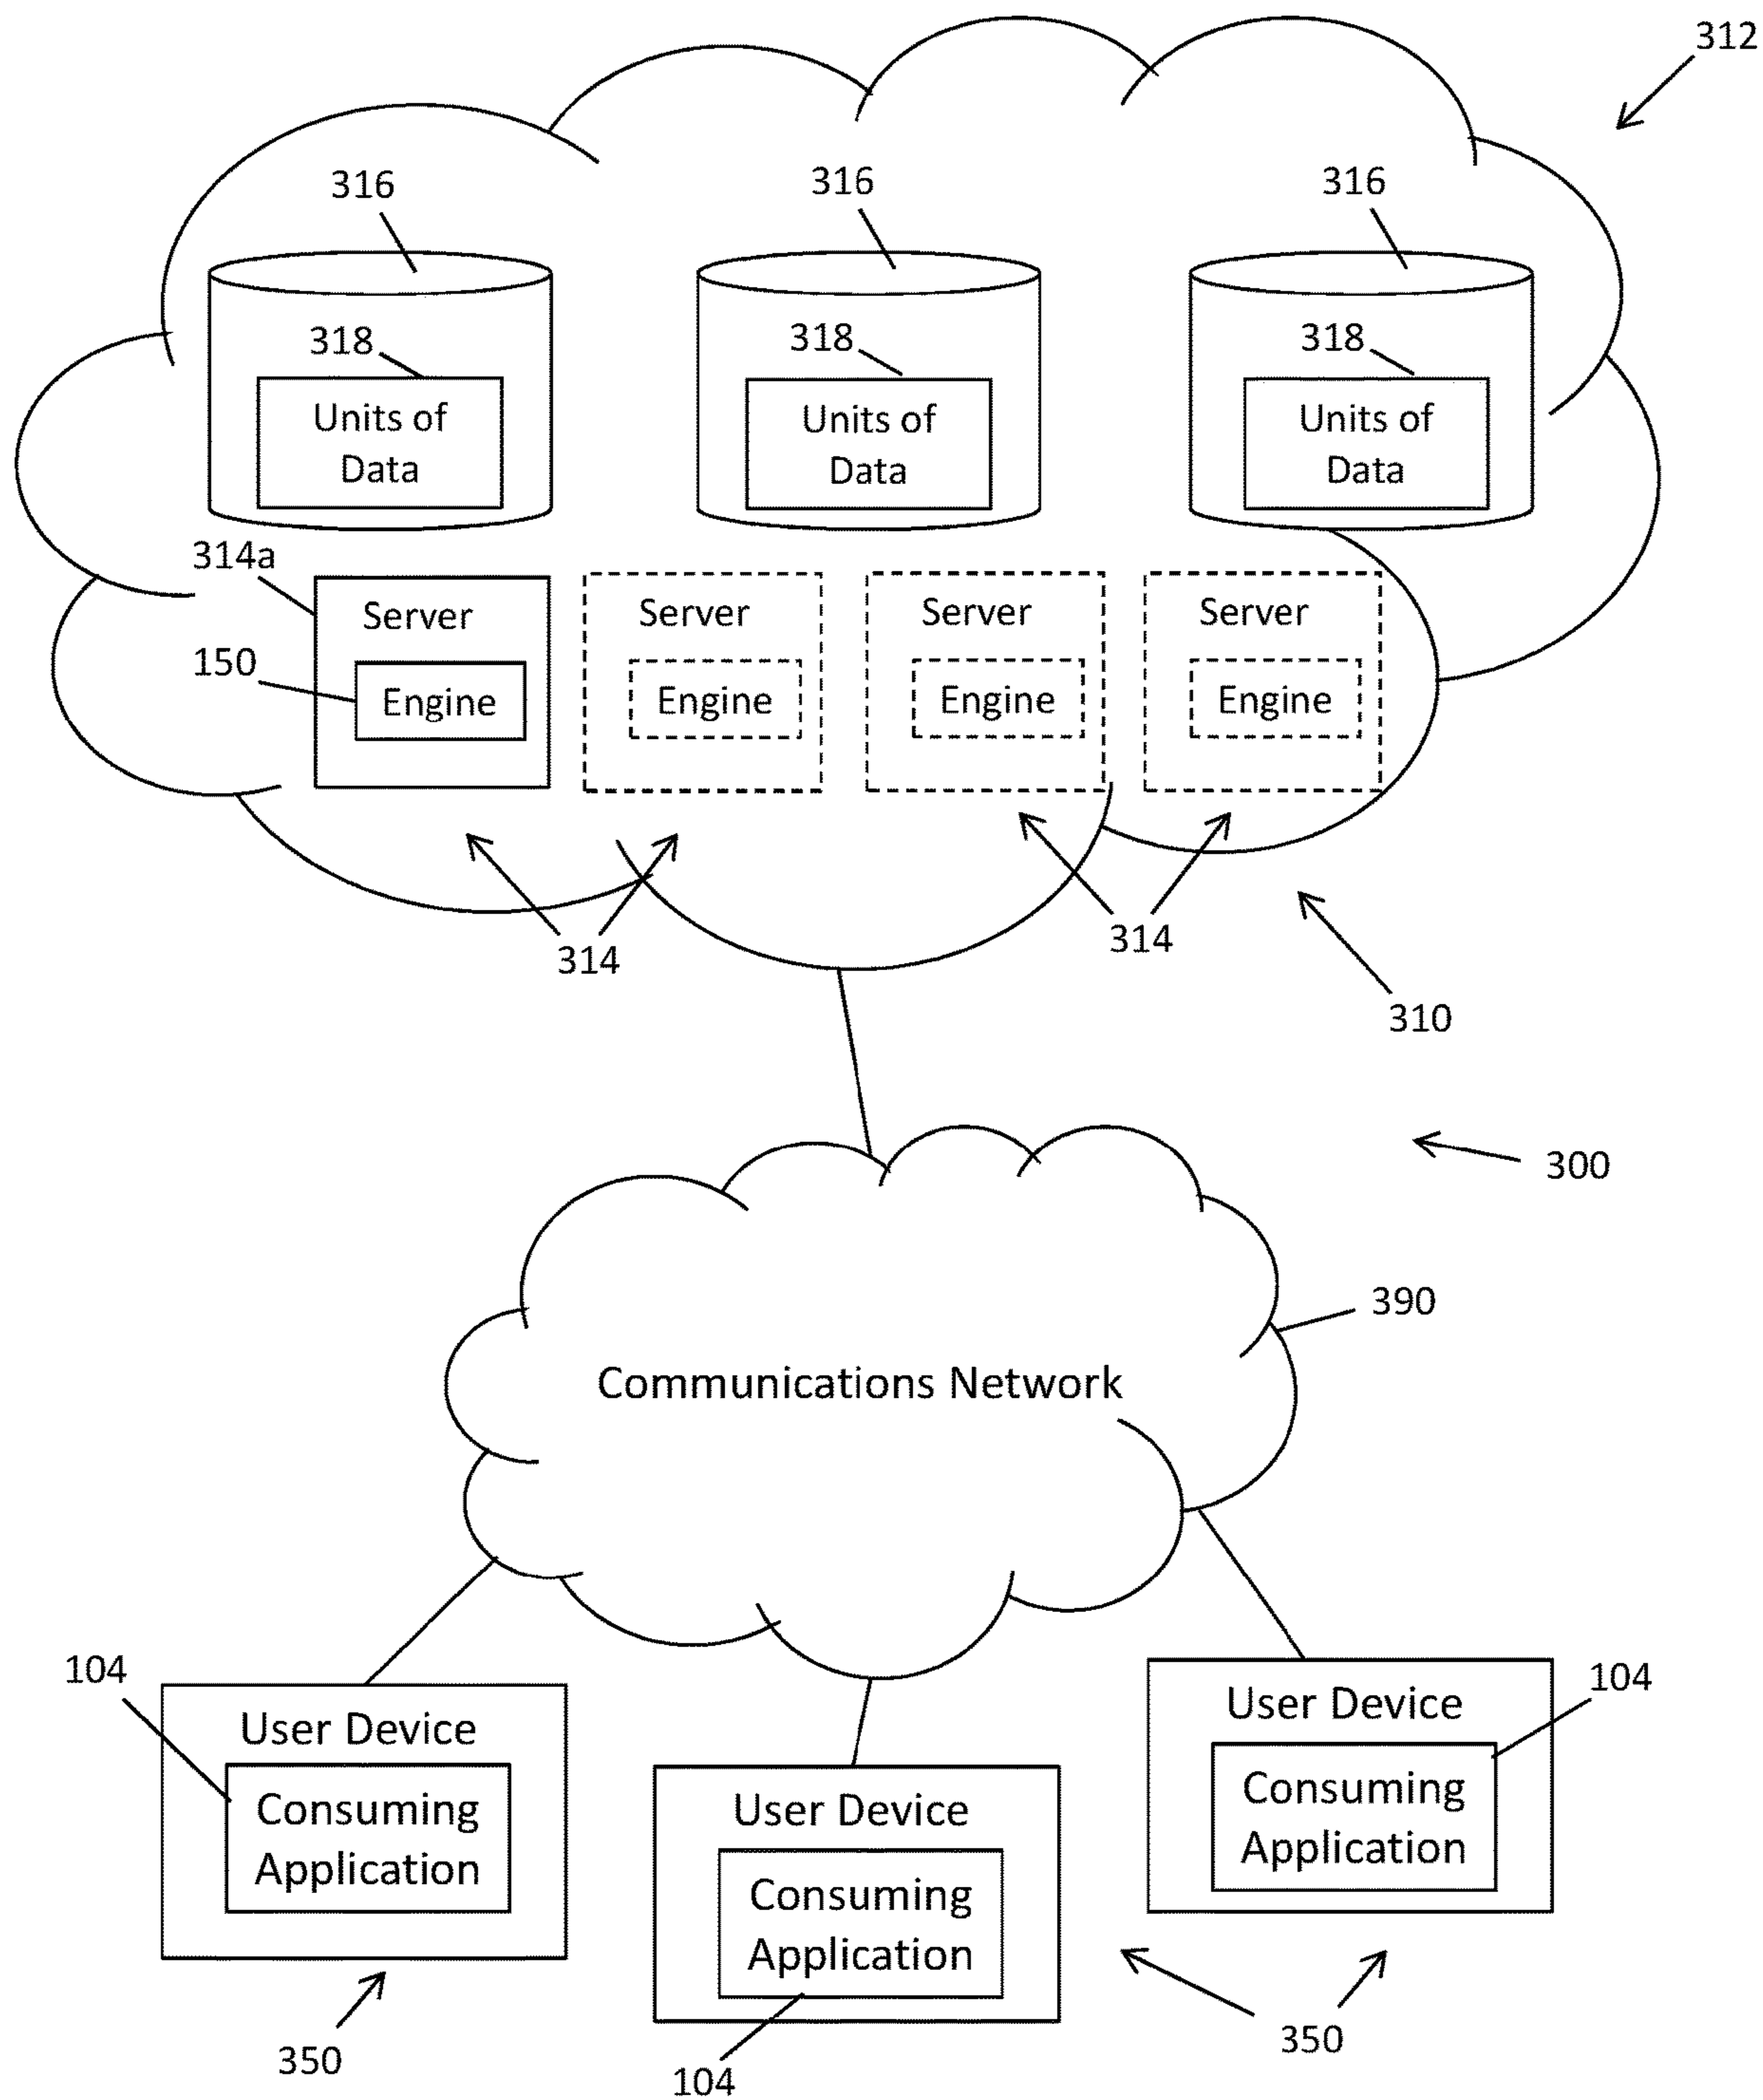 312
316
316
316
318
318
318
Units of
Data
Units of
Data
Units of
Data
314a
Server
Server
Server
Server
150
Engine
Engine
Engine
Engine
314
314
310
300
390
Communications Network
104
User Device
Consuming
Application
User Device
Consuming
Application
104
User Device
Consuming
Application
350
104
350